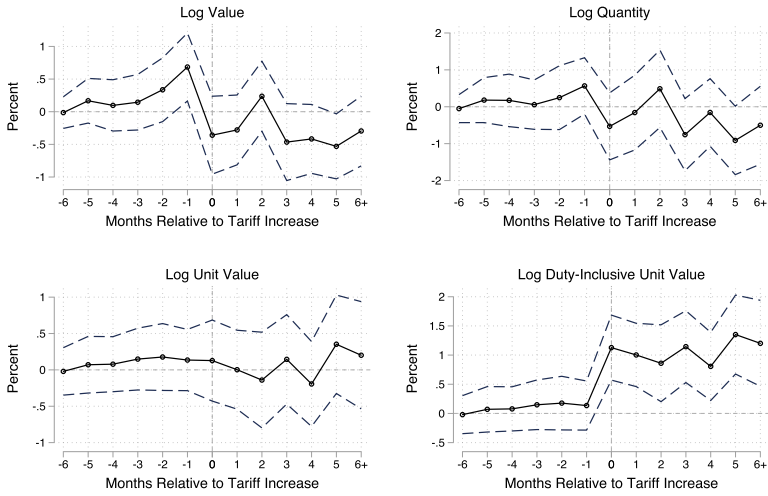 Log Value
Percent
1
.5
0
-.5
-1
-6 -5 -4 -3 -2 -1 0 1 2 3 4 5 6+
Months Relative to Tariff Increase
Log Quantity
Percent
2
1
0
-1
-2
-6 -5 -4 -3 -2 -1 0 1 2 3 4 5 6+
Months Relative to Tariff Increase
Log Unit Value
Percent
1
.5
0
-.5
-1
-6 -5 -4 -3 -2 -1 0 1 2 3 4 5 6+
Months Relative to Tariff Increase
Log Duty-Inclusive Unit Value
Percent
2
1.5
1
.5
0
-.5
-6 -5 -4 -3 -2 -1 0 1 2 3 4 5 6+
Months Relative to Tariff Increase